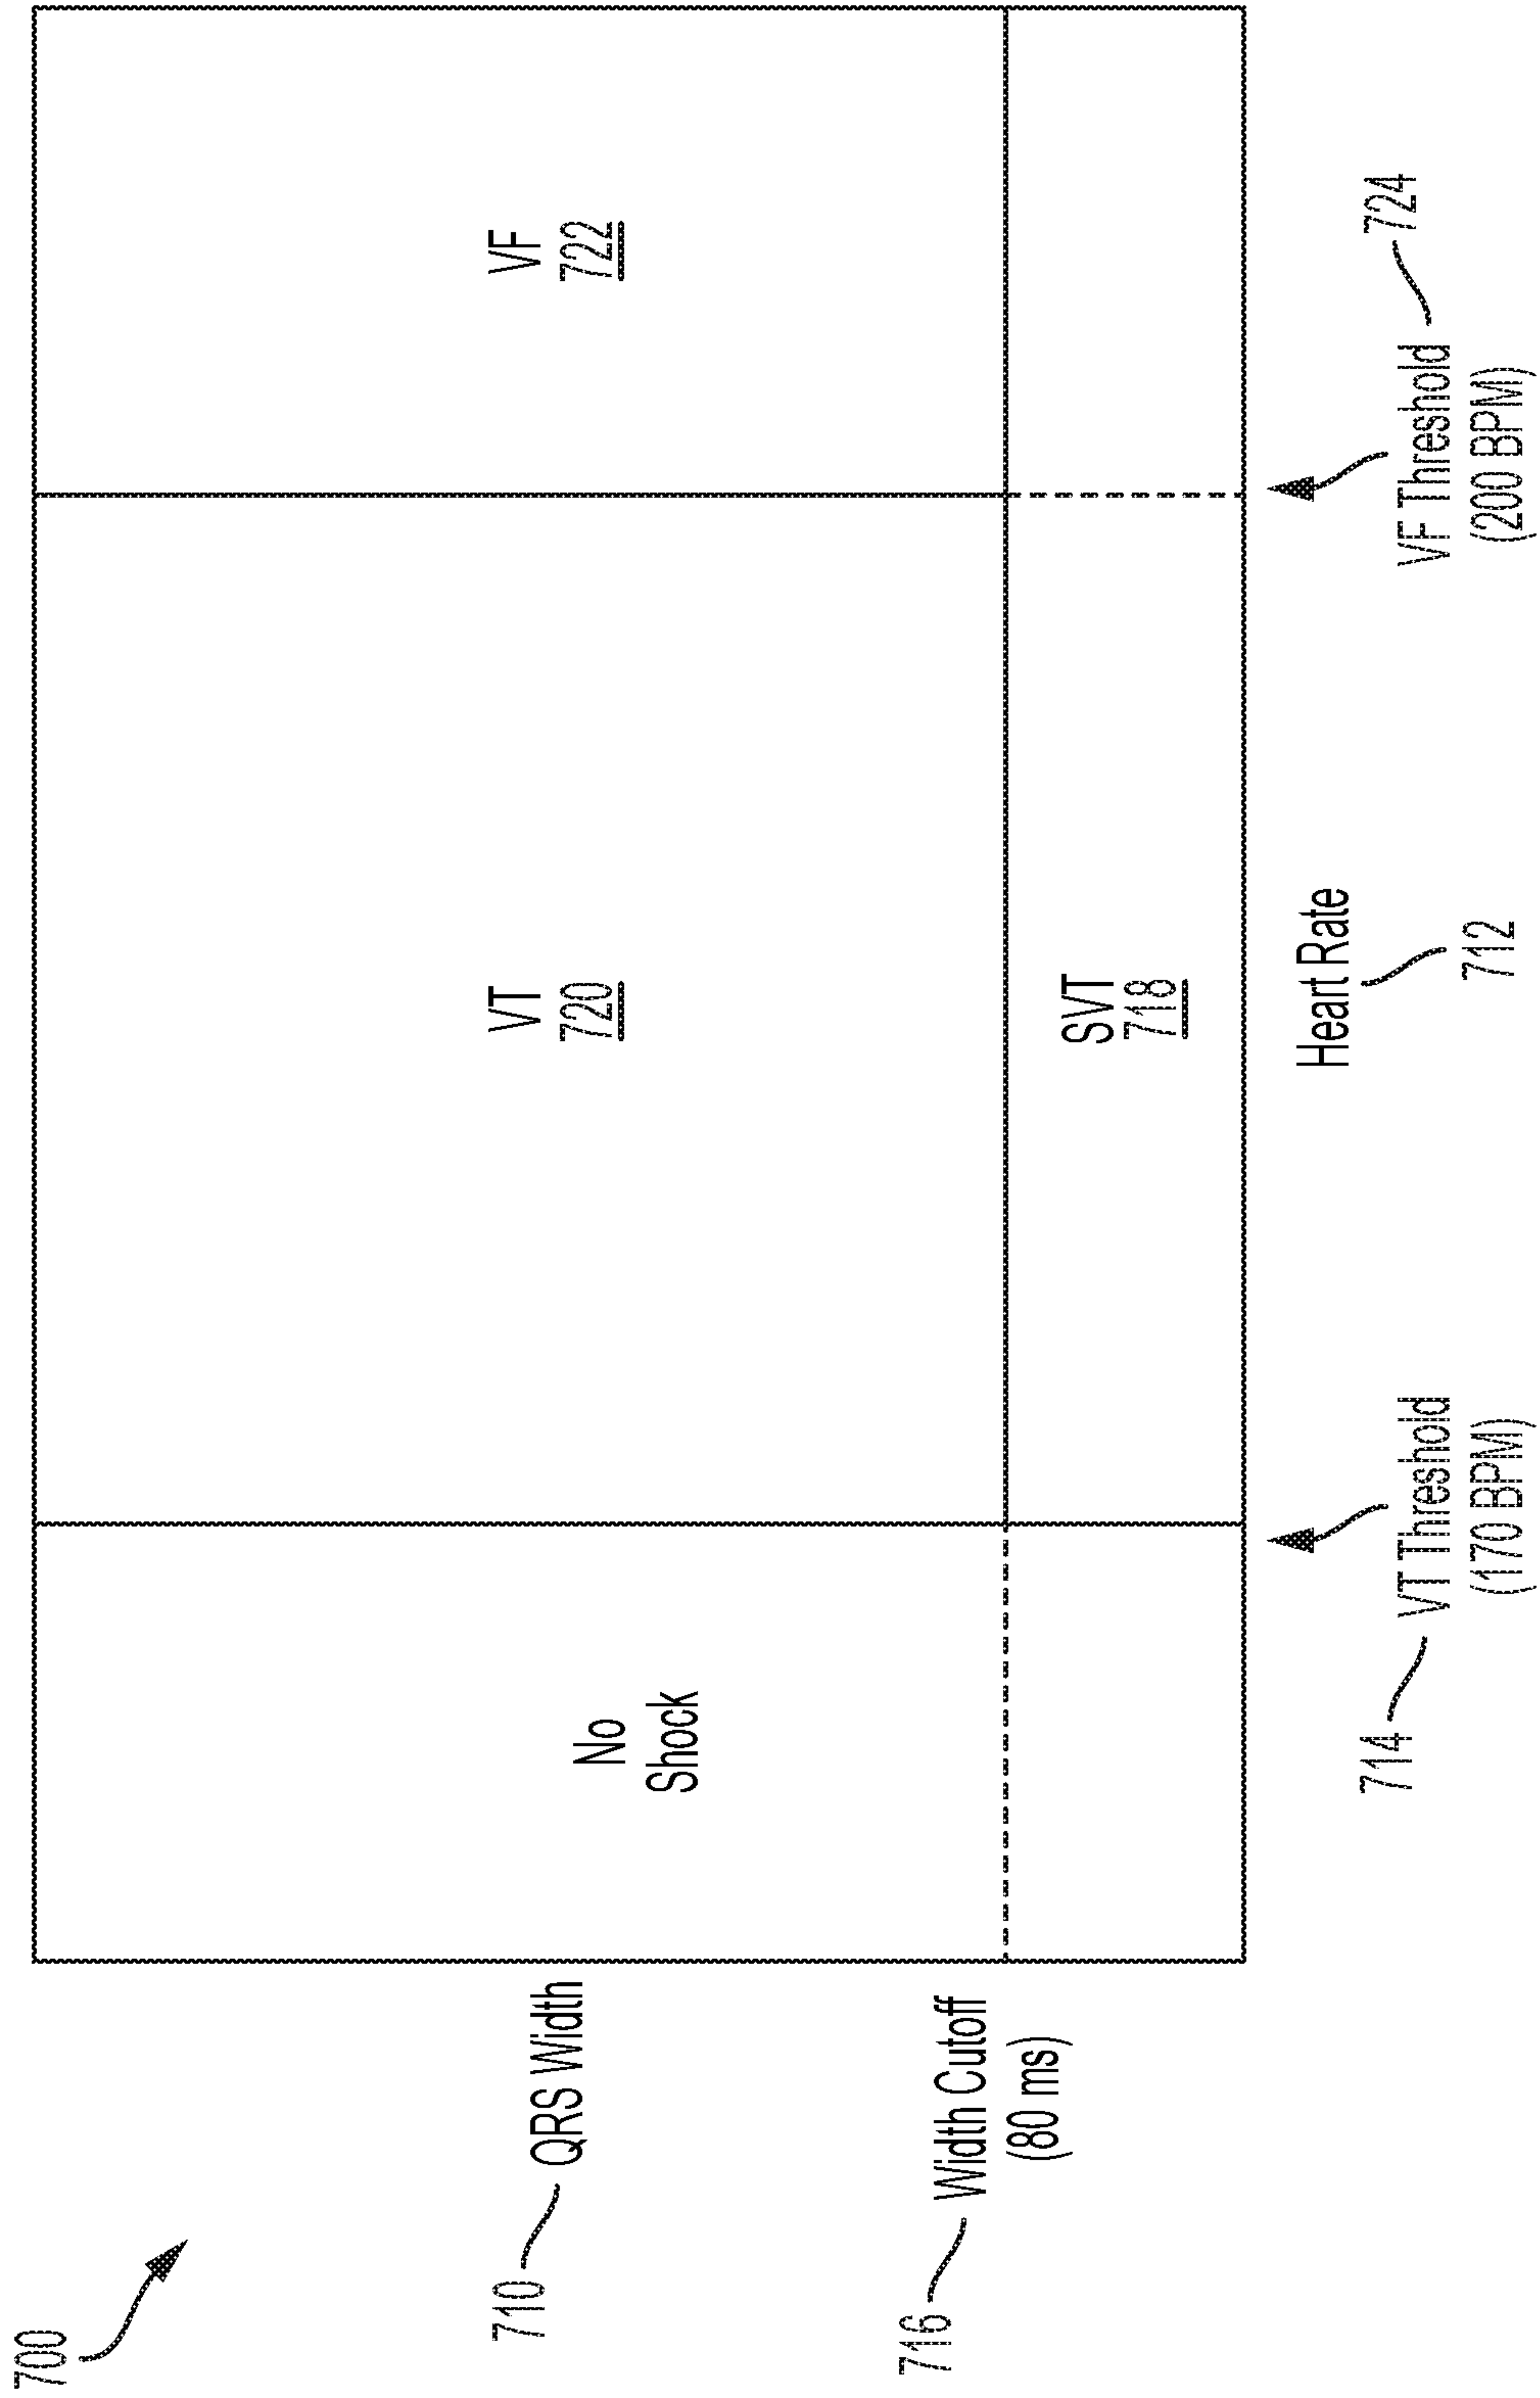 700
710
QRS Width
716
Width Cutoff
(80 ms)
No
Shock
VT
720
VF
722
SVT
718
Heart Rate
712
714
VT Threshold
(170 BPM)
VF Threshold
(200 BPM)
724